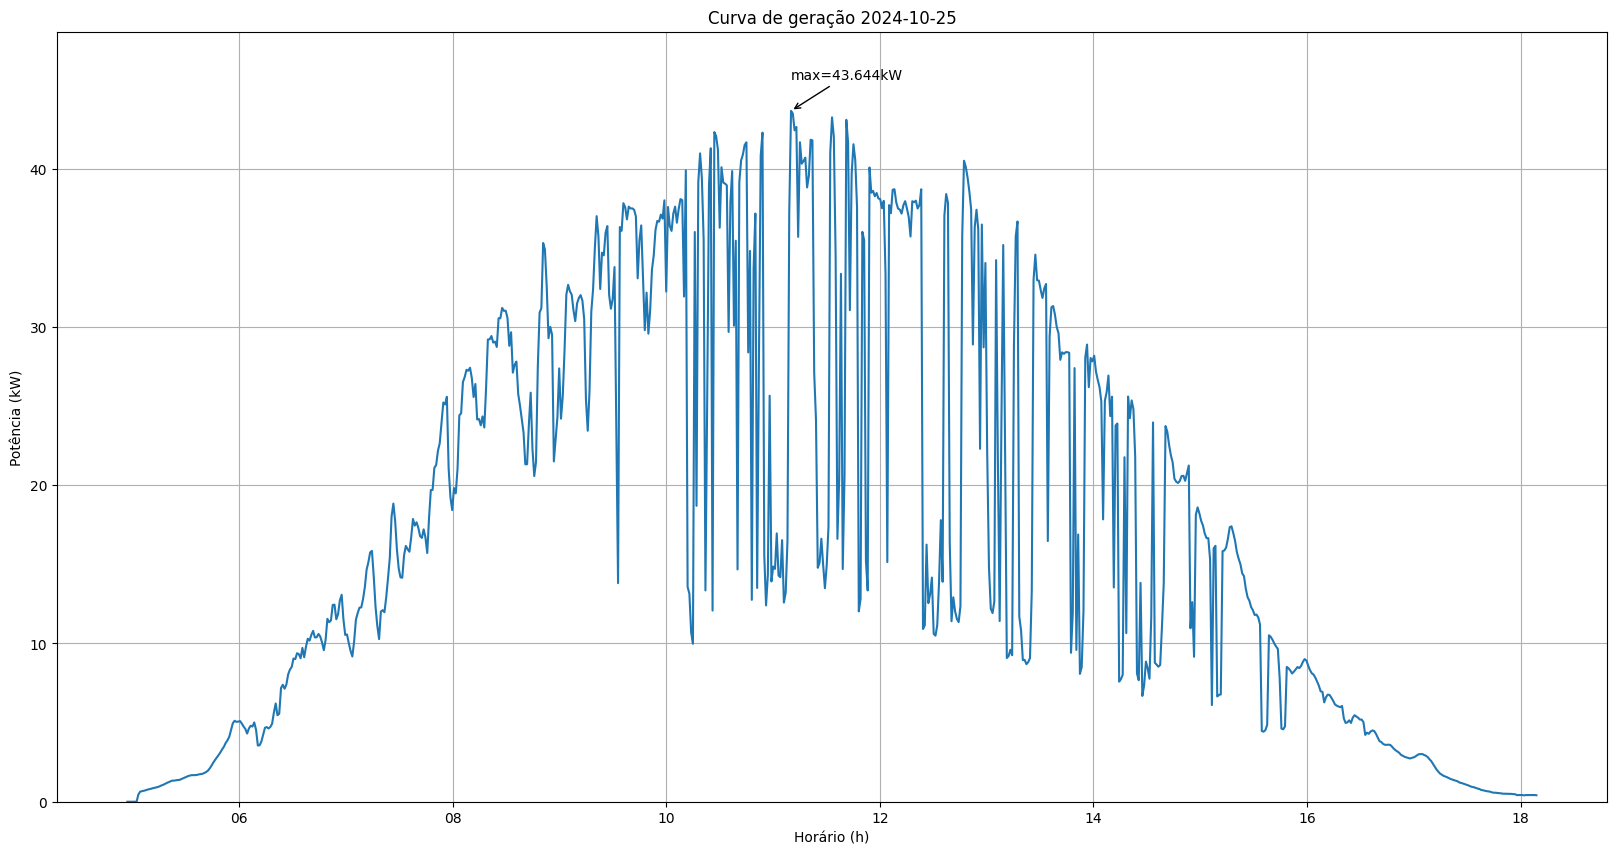 Curva de geração 2024-10-25
max=43.644kW
Potência (kW)
40
30
20
10
0
06 08 10 12 14 16 18
Horário (h)